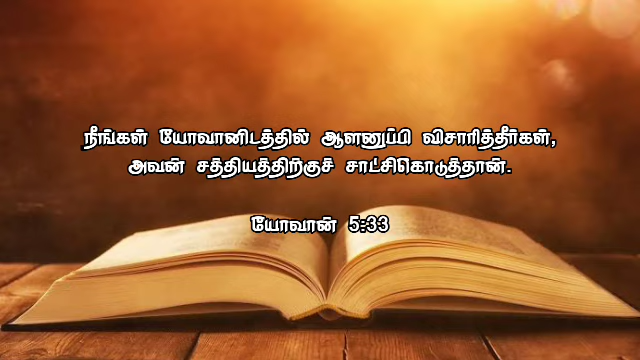 நீங்கள் யோவானிடத்தில் ஆளனுப்பி விசாரித்தீர்கள்,
அவன் சத்தியத்திற்குச் சாட்சிகொடுத்தான்.
யோவான் 5:33